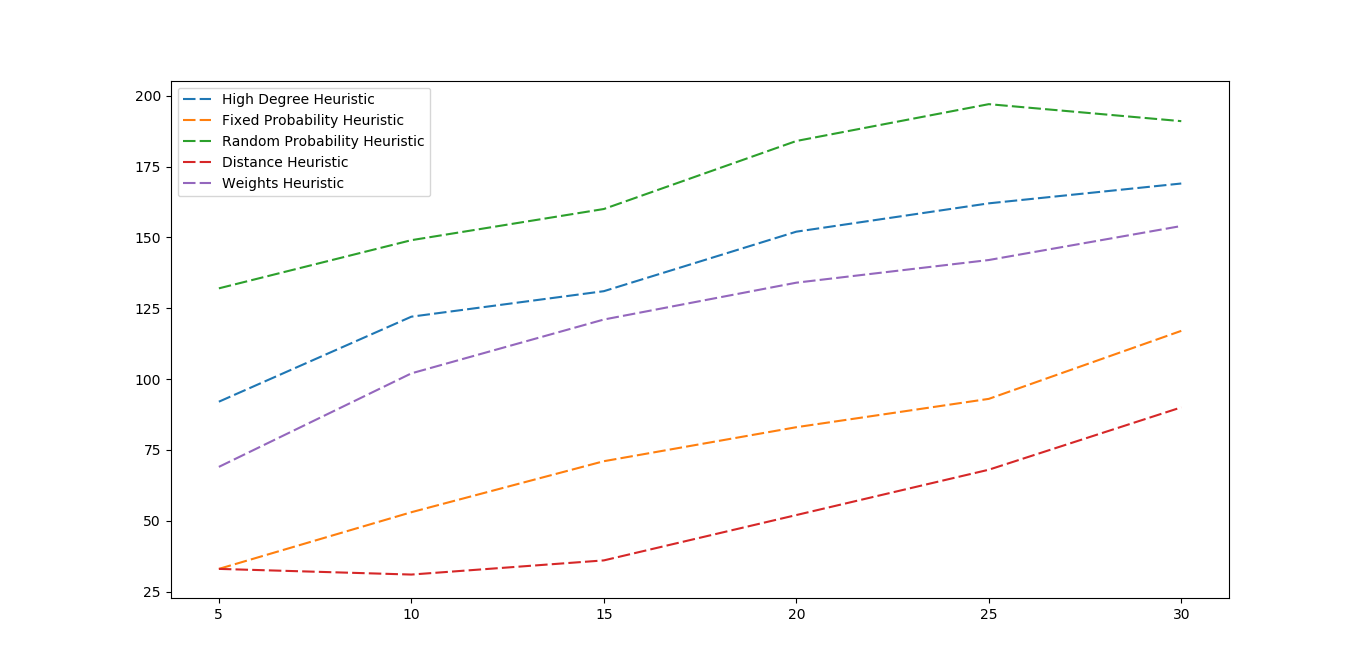 High Degree Heuristic
Fixed Probability Heuristic
Random Probability Heuristic
Distance Heuristic
Weights Heuristic
200
175
150
125
100
75
50
25
5 10 15 20 25 30